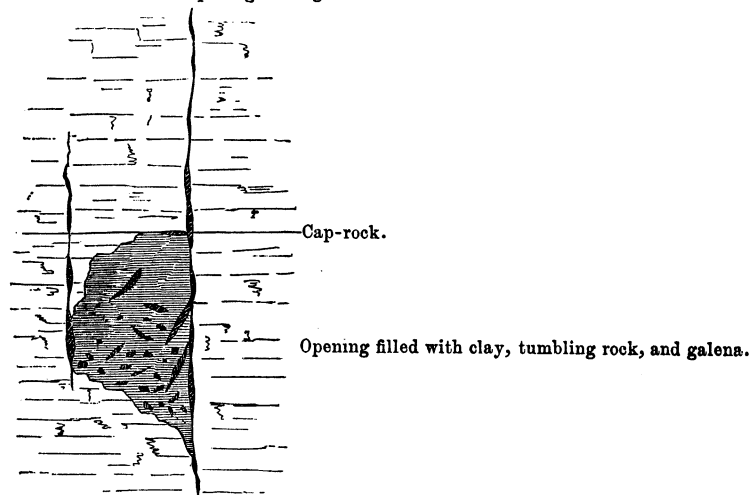 Cap-rock.
Opening filled with clay, tumbling rock, and galena.